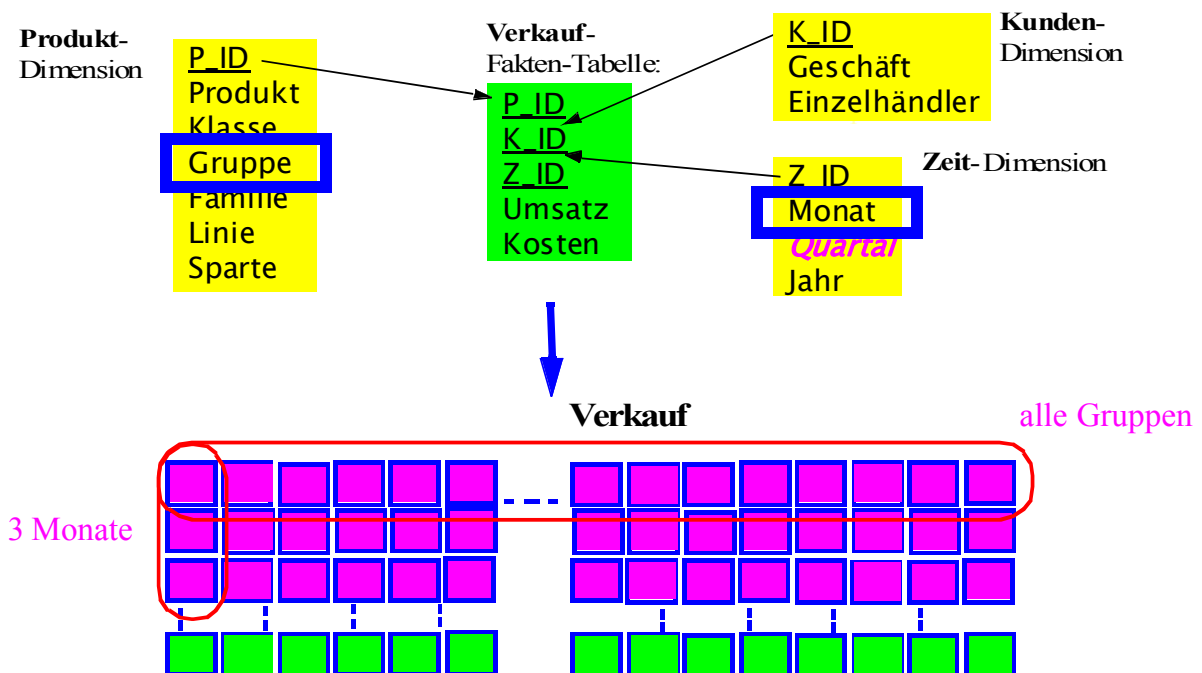 Produkt-
Dimension
P_ID
Produkt
Klasse
Gruppe
Familie
Linie
Sparte
Verkauf-
Fakten-Tabelle:
P_ID
K_ID
Z_ID
Umsatz
Kosten
K_ID
Geschäft
Einzelhändler
Kunden-
Dimension
Z_ID
Monat
Quartal
Jahr
Zeit-Dimension
Verkauf
alle Gruppen
3 Monate